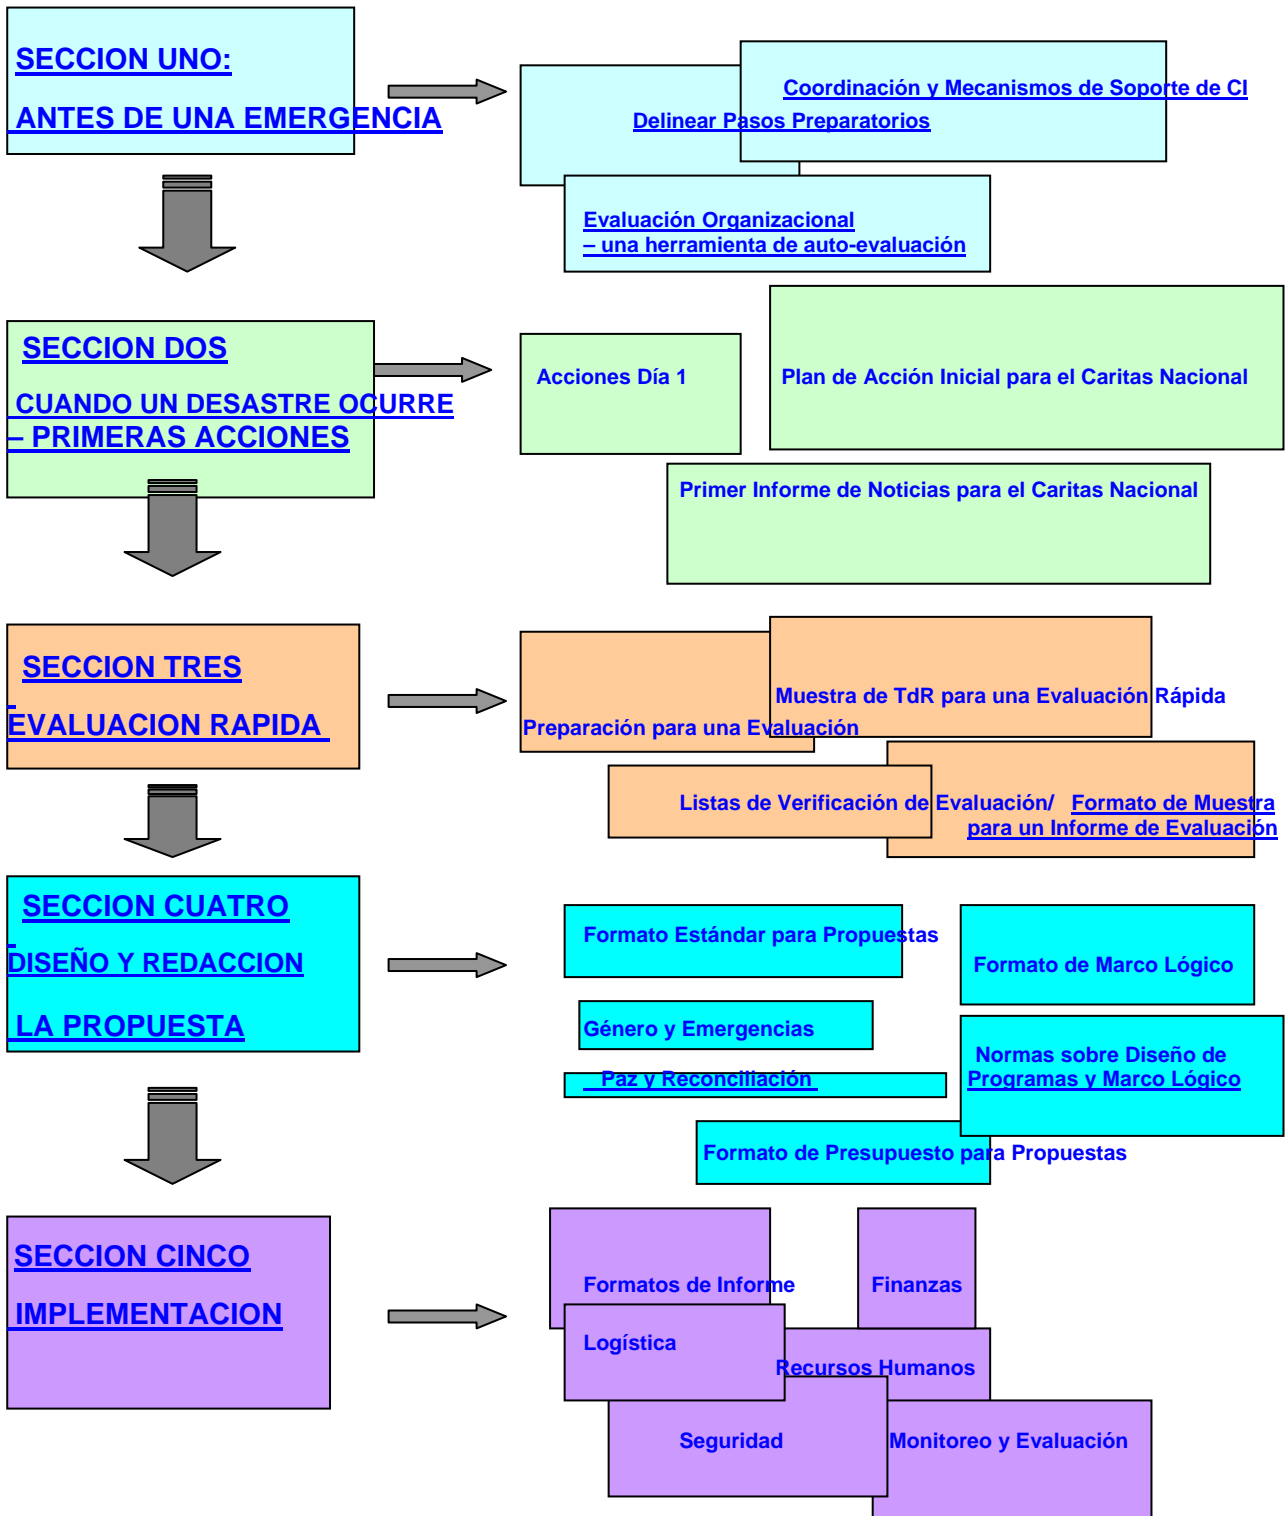 SECCION UNO:
ANTES DE UNA EMERGENCIA
Coordinación y Mecanismos de Soporte de CI
Delinear Pasos Preparatorios
Evaluación Organizacional
– una herramienta de auto-evaluación
SECCION DOS
CUANDO UN DESASTRE OCURRE
– PRIMERAS ACCIONES
Acciones Día 1
Plan de Acción Inicial para el Caritas Nacional
Primer Informe de Noticias para el Caritas Nacional
SECCION TRES
EVALUACION RAPIDA
Muestra de TdR para una Evaluación Rápida
Preparación para una Evaluación
Listas de Verificación de Evaluación/
Formato de Muestra
para un Informe de Evaluación
SECCION CUATRO
DISEÑO Y REDACCION
LA PROPUESTA
Formato Estándar para Propuestas
Formato de Marco Lógico
Género y Emergencias
Normas sobre Diseño de
Programas y Marco Lógico
Paz y Reconciliación
Formato de Presupuesto para Propuestas
SECCION CINCO
IMPLEMENTACION
Formatos de Informe
Finanzas
Logística
Recursos Humanos
Seguridad
Monitoreo y Evaluación